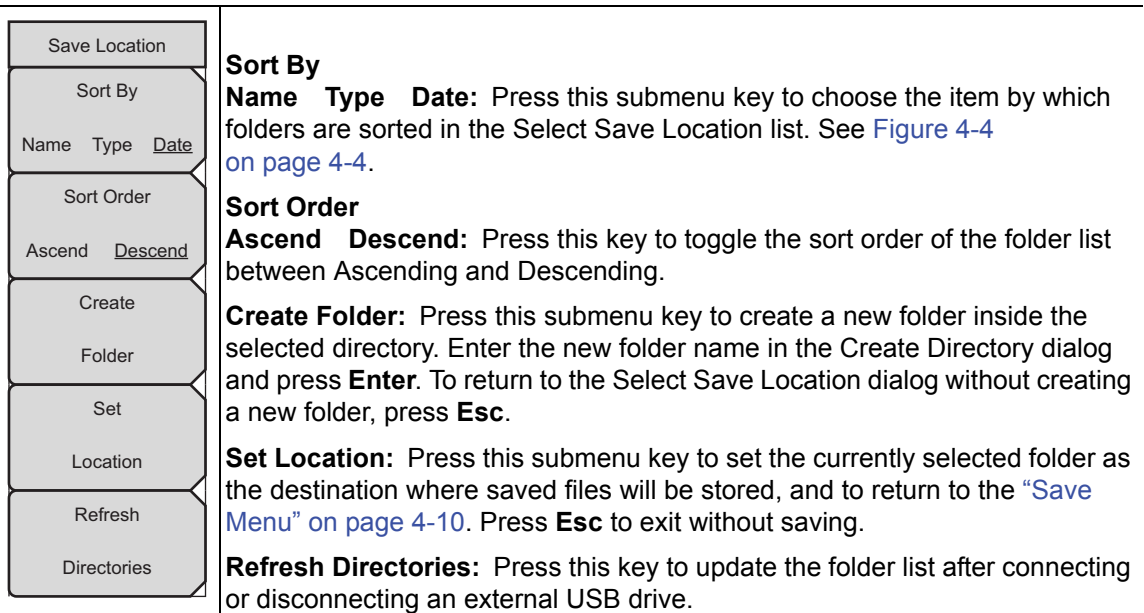 Save Location
Sort By
Name Type Date
Sort Order
Ascend Descend
Create
Folder
Set
Location
Refresh
Directories
Sort By
Name Type Date: Press this submenu key to choose the item by which
folders are sorted in the Select Save Location list. See Figure 4-4
on page 4-4.
Sort Order
Ascend Descend: Press this key to toggle the sort order of the folder list
between Ascending and Descending.
Create Folder: Press this submenu key to create a new folder inside the
selected directory. Enter the new folder name in the Create Directory dialog
and press Enter. To return to the Select Save Location dialog without creating
a new folder, press Esc.
Set Location: Press this submenu key to set the currently selected folder as
the destination where saved files will be stored, and to return to the “Save
Menu” on page 4-10. Press Esc to exit without saving.
Refresh Directories: Press this key to update the folder list after connecting
or disconnecting an external USB drive.